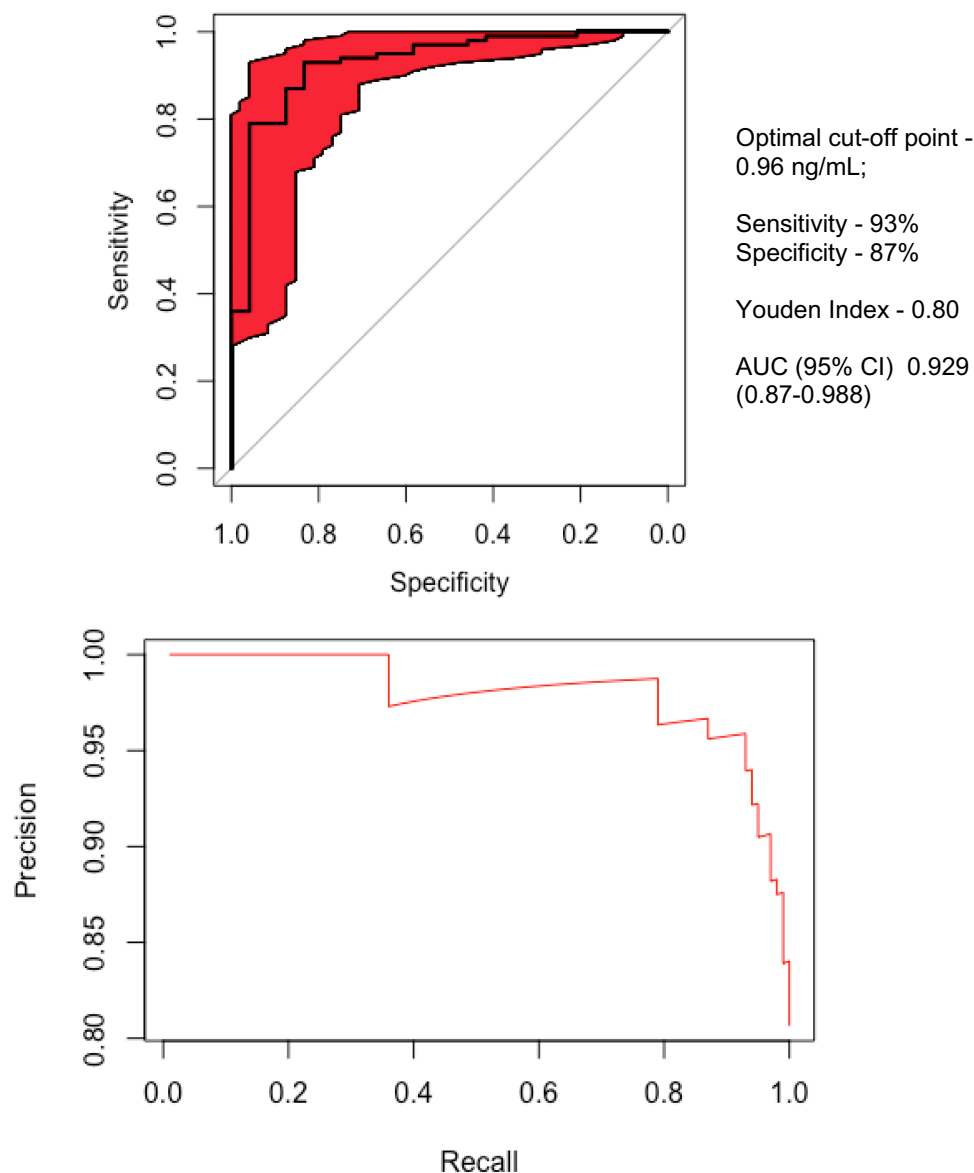 1.0
0.8
0.6
0.4
0.2
0.0
Sensitivity
1.0 0.8 0.6 0.4 0.2 0.0
Specificity
Optimal cut-off point -
0.96 ng/mL;
Sensitivity - 93%
Specificity - 87%
Youden Index - 0.80
AUC (95% CI) 0.929
(0.87-0.988)
1.00
0.95
0.90
0.85
0.80
Precision
0.0 0.2 0.4 0.6 0.8 1.0
Recall